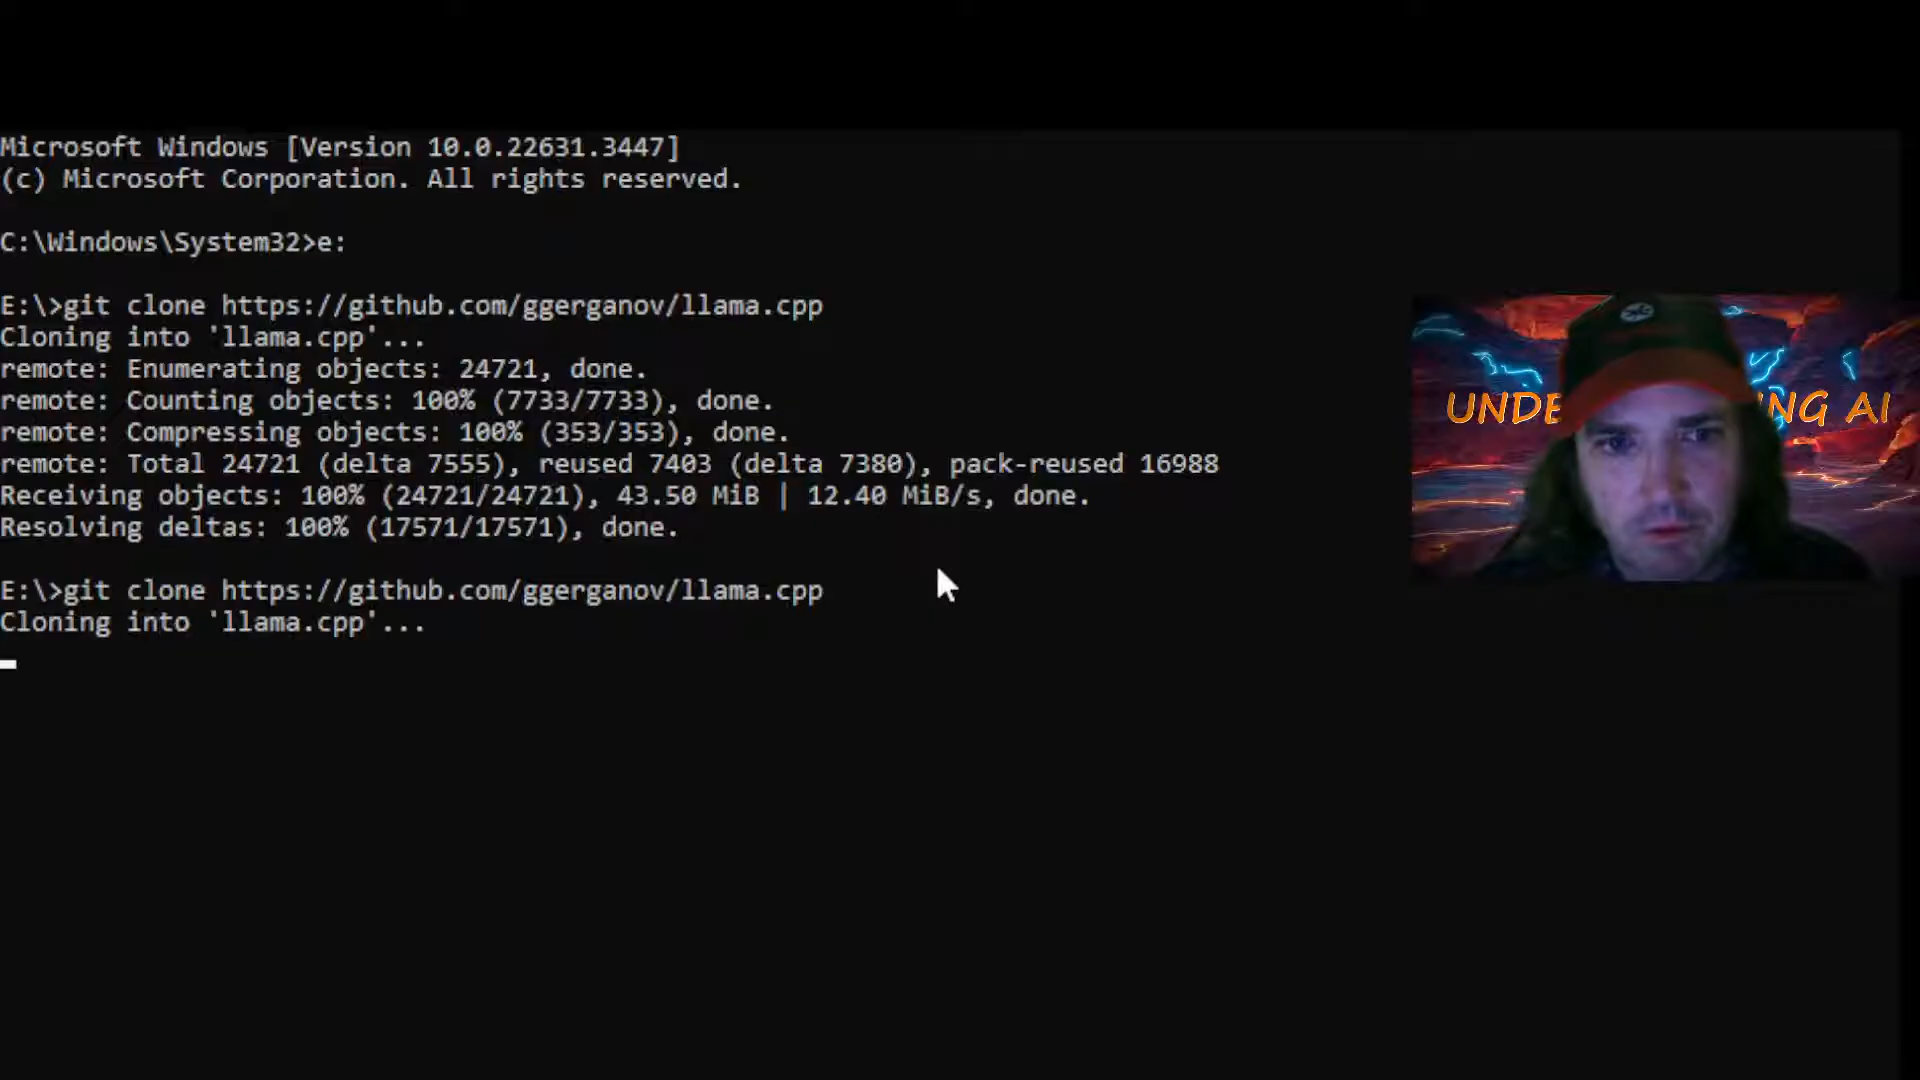 Microsoft Windows [Version 10.0.22631.3447]
(c) Microsoft Corporation. All rights reserved.
C:\Windows\System32>e:
E:\>git clone https://github.com/ggerganov/llama.cpp
Cloning into 'llama.cpp'...
remote: Enumerating objects: 24721, done.
remote: Counting objects: 100% (7733/7733), done.
remote: Compressing objects: 100% (353/353), done.
remote: Total 24721 (delta 7555), reused 7403 (delta 7380), pack-reused 16988
Receiving objects: 100% (24721/24721), 43.50 MiB | 12.40 MiB/s, done.
Resolving deltas: 100% (17571/17571), done.
E:\>git clone https://github.com/ggerganov/llama.cpp
Cloning into 'llama.cpp'...
UNDE NG AI